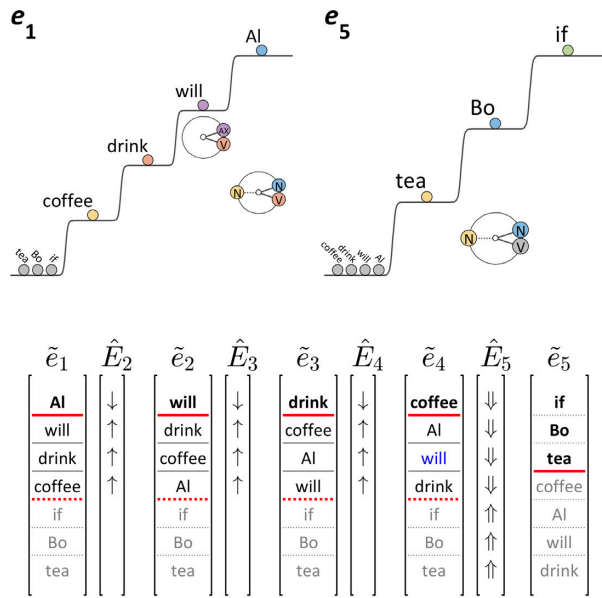 e1
e5
Al
if
will
Bo
AX
V
drink
tea
N
N
V
coffee
N
N
V
tea
Bo
if
coffee
drink
will
Al
ẽ1 Ê2 ẽ2 Ê3 ẽ3 Ê4 ẽ4 Ê5 ẽ5
Al ↓ will ↓ drink ↓ coffee ⇓ if
will ↑ drink ↑ coffee ↑ Al ⇓ Bo
drink ↑ coffee ↑ Al ↑ will ⇓ tea
coffee ↑ Al ↑ will ↑ drink ⇓ coffee
if if if if ⇑ Al
Bo Bo Bo Bo ⇑ will
tea tea tea tea ⇑ drink